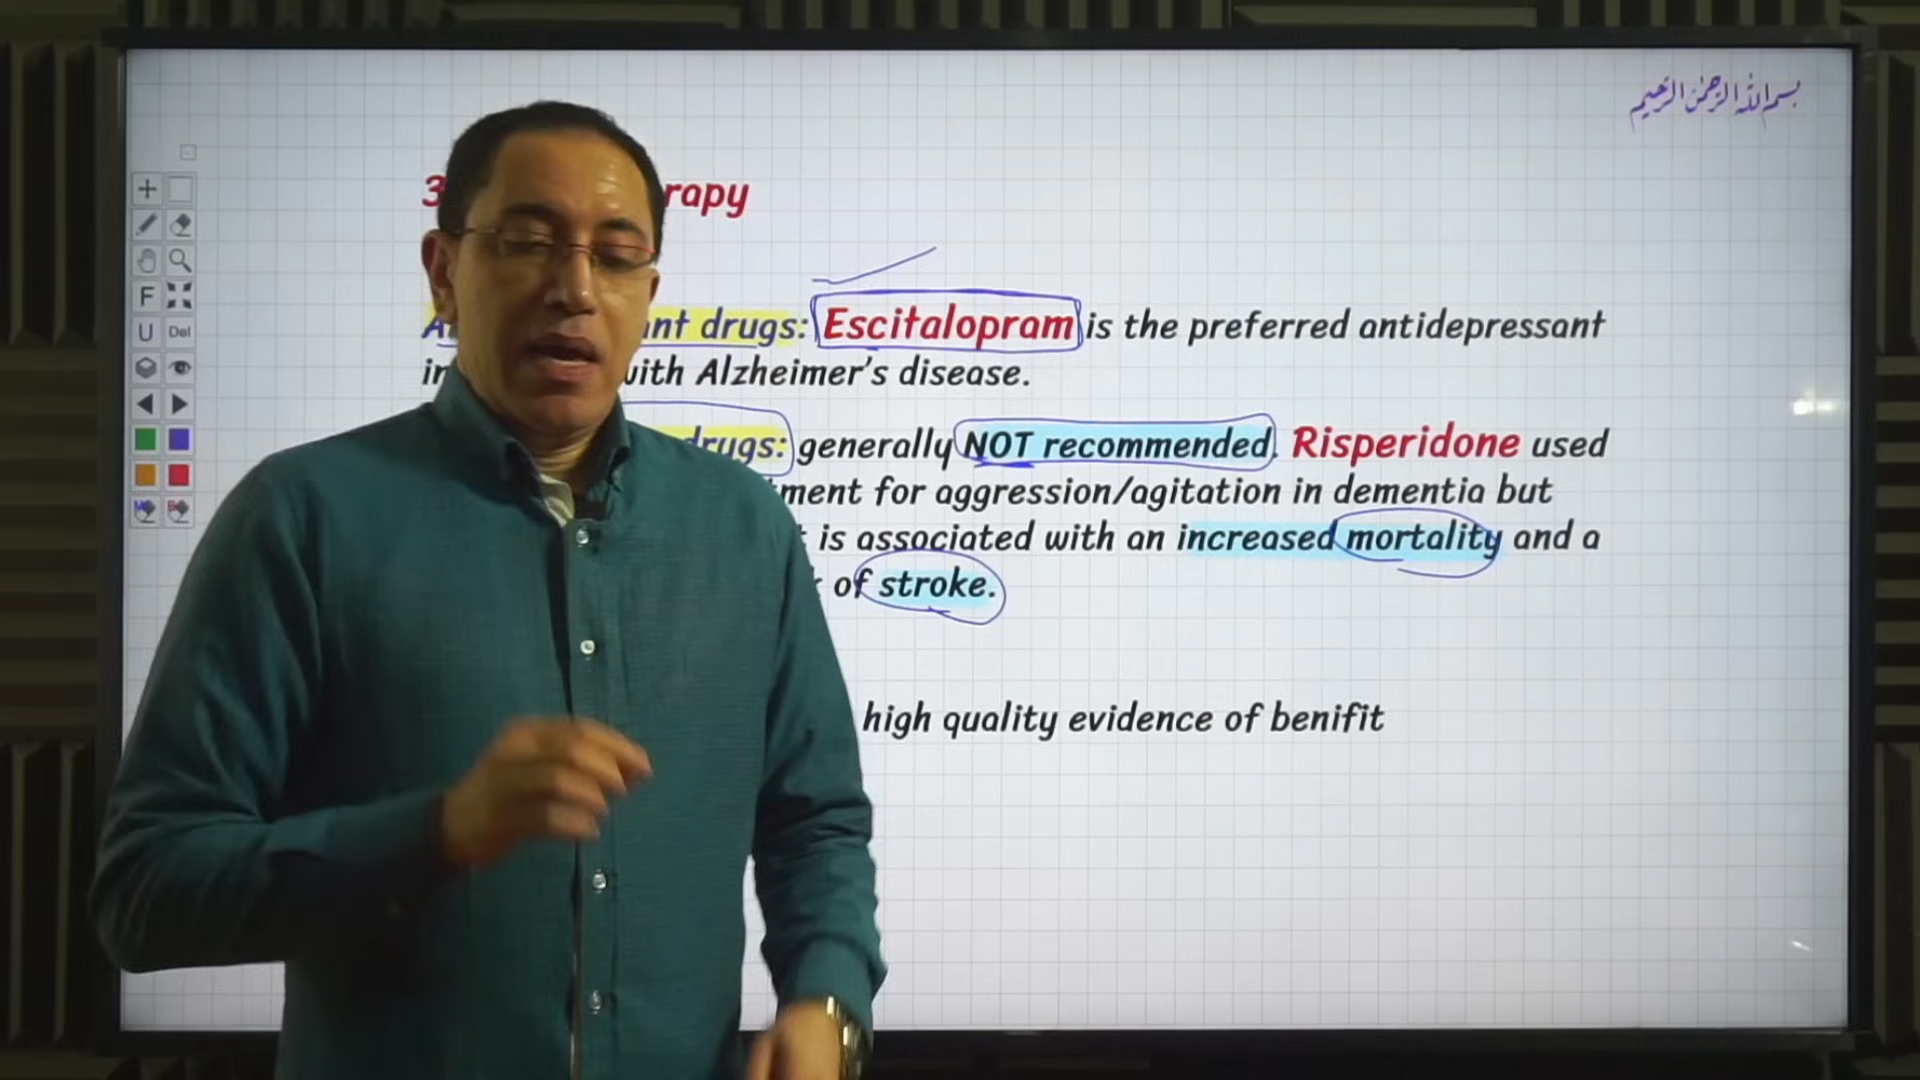 بسم الله الرحمن الرحيم
3 rapy
ant drugs: Escitalopram is the preferred antidepressant
in with Alzheimer's disease.
drugs: generally NOT recommended. Risperidone used
for aggression/agitation in dementia but
is associated with an increased mortality and a
of stroke.
high quality evidence of benifit
F
U Del